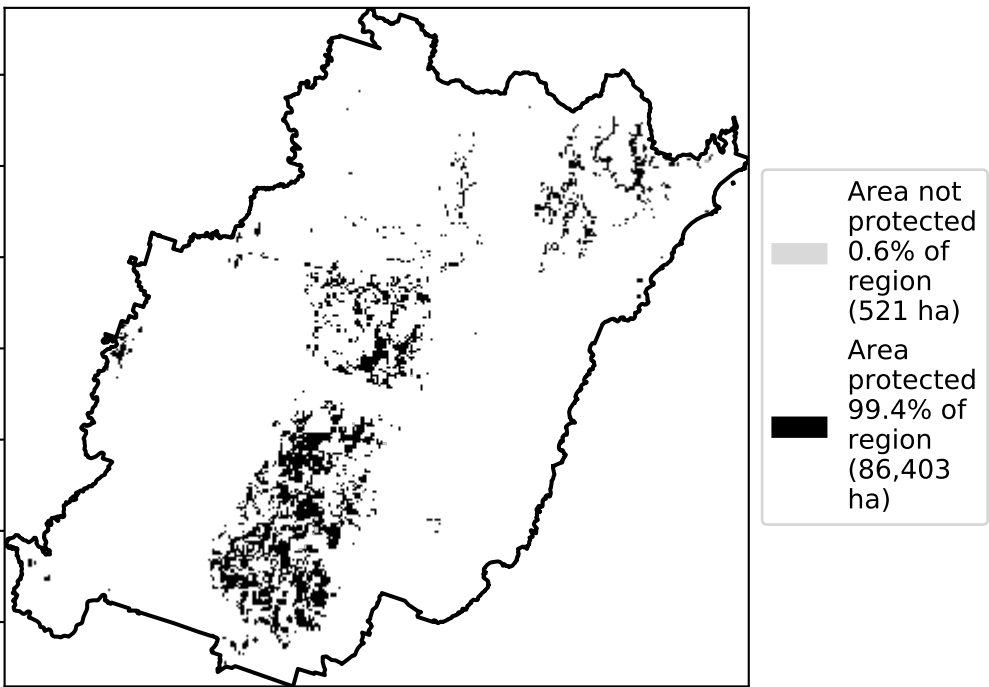 Area not
protected
0.6% of
region
(521 ha)
Area
protected
99.4% of
region
(86,403
ha)